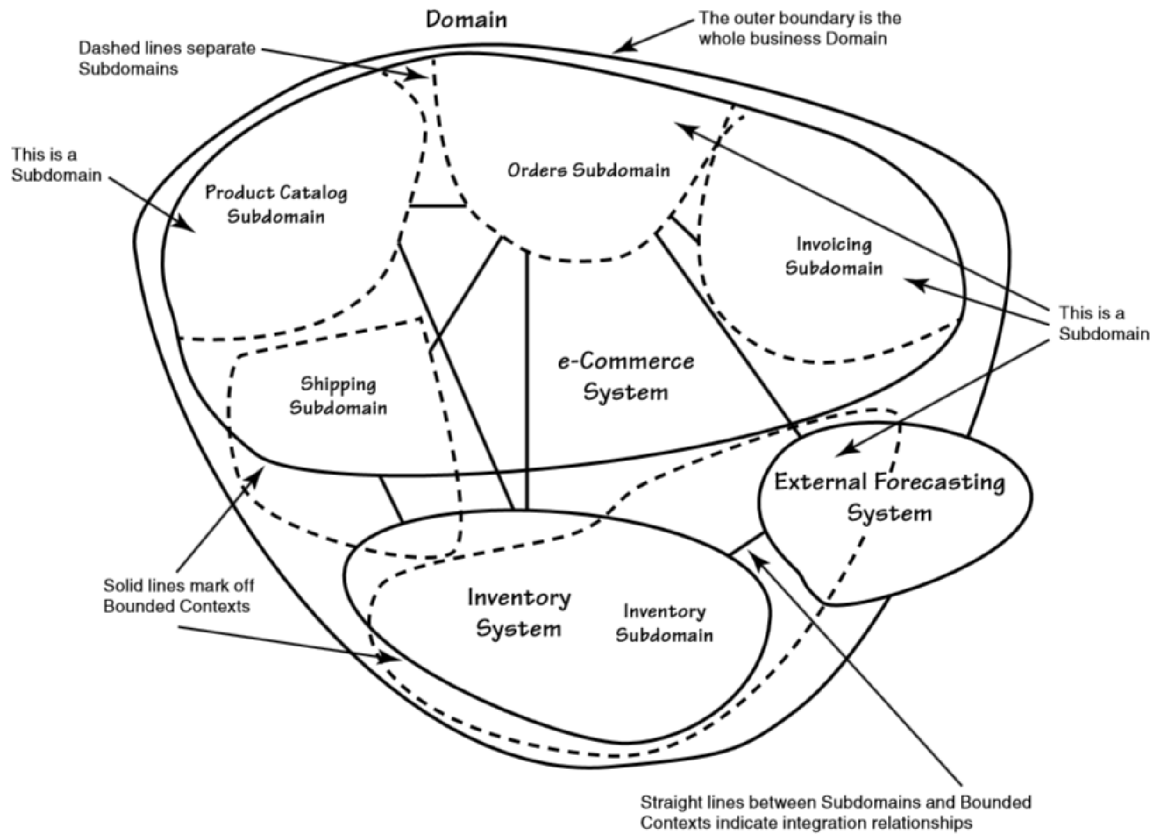 Domain
The outer boundary is the
whole business Domain
Dashed lines separate
Subdomains
This is a
Subdomain
Product Catalog
Subdomain
Orders Subdomain
Invoicing
Subdomain
This is a
Subdomain
e-Commerce
System
Shipping
Subdomain
External Forecasting
System
Solid lines mark off
Bounded Contexts
Inventory
System
Inventory
Subdomain
Straight lines between Subdomains and Bounded
Contexts indicate integration relationships